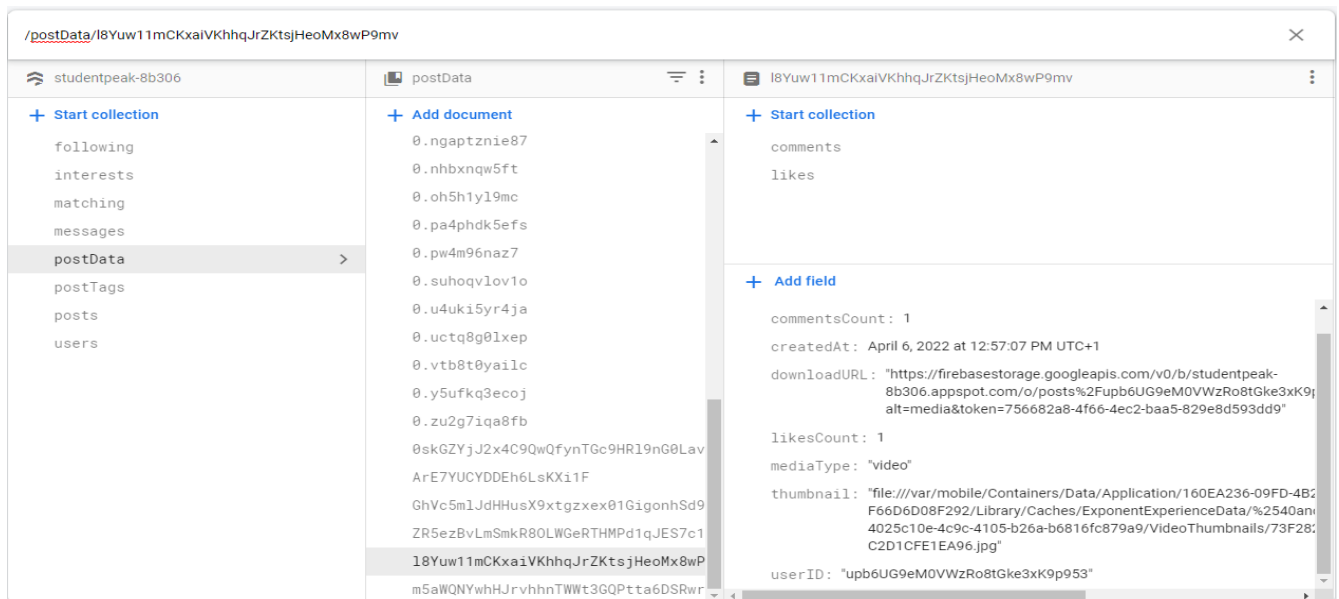 /postData/l8Yuw11mCKxaiVKhhqJrZKtsjHeoMx8wP9mv
studentpeak-8b306
Start collection
following
interests
matching
messages
postData
postTags
posts
users
postData
Add document
0.ngaptznie87
0.nhbxnqw5ft
0.oh5h1yl9mc
0.pa4phdk5efs
0.pw4m96naz7
0.suhoqvlov1o
0.u4uki5yr4ja
0.uctq8g0lxep
0.vtb8t0yailc
0.y5ufkq3ecoj
0.zu2g7iqa8fb
0skGZYjJ2x4C9QwQfynTGc9HRl9nG0Lav
ArE7YUCYDDEh6LsKXi1F
GhVc5mlJdHHusX9xtgzxex01GigonhSd9
ZR5ezBvLmSmkR8OLWGeRTHMPd1qJES7c1
l8Yuw11mCKxaiVKhhqJrZKtsjHeoMx8wP
m5aWQNYwhHJrvhhnTWWt3GQPtta6DSRwr
l8Yuw11mCKxaiVKhhqJrZKtsjHeoMx8wP9mv
Start collection
comments
likes
Add field
commentsCount: 1
createdAt: April 6, 2022 at 12:57:07 PM UTC+1
downloadURL: "https://firebasestorage.googleapis.com/v0/b/studentpeak-
8b306.appspot.com/o/posts%2Fupb6UG9eM0VWzRo8tGke3xK9p
alt=media&token=756682a8-4f66-4ec2-baa5-829e8d593dd9"
likesCount: 1
mediaType: "video"
thumbnail: "file:///var/mobile/Containers/Data/Application/160EA236-09FD-4B2
F66D6D08F292/Library/Caches/ExponentExperienceData/%2540an
4025c10e-4c9c-4105-b26a-b6816fc879a9/VideoThumbnails/73F282
C2D1CFE1EA96.jpg"
userID: "upb6UG9eM0VWzRo8tGke3xK9p953"